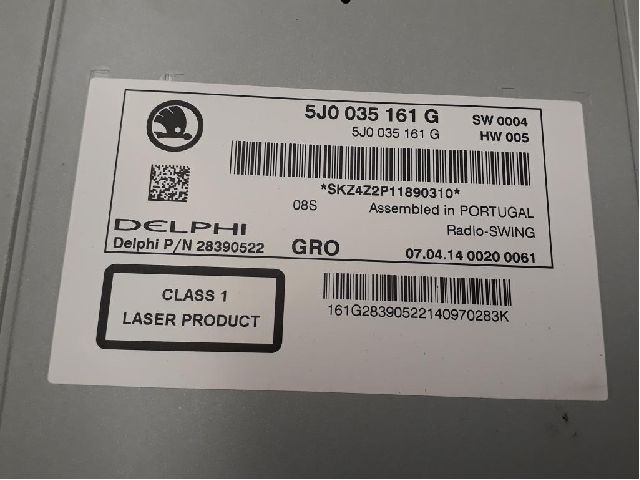 5J0 035 161 G
SW 0004
5J0 035 161 G
HW 005
*SKZ4Z2P11890310*
08S
Assembled in PORTUGAL
DELPHI
Radio-SWING
Delphi P/N 28390522
GRO
07.04.14 0020 0061
CLASS 1
LASER PRODUCT
161G28390522140970283K